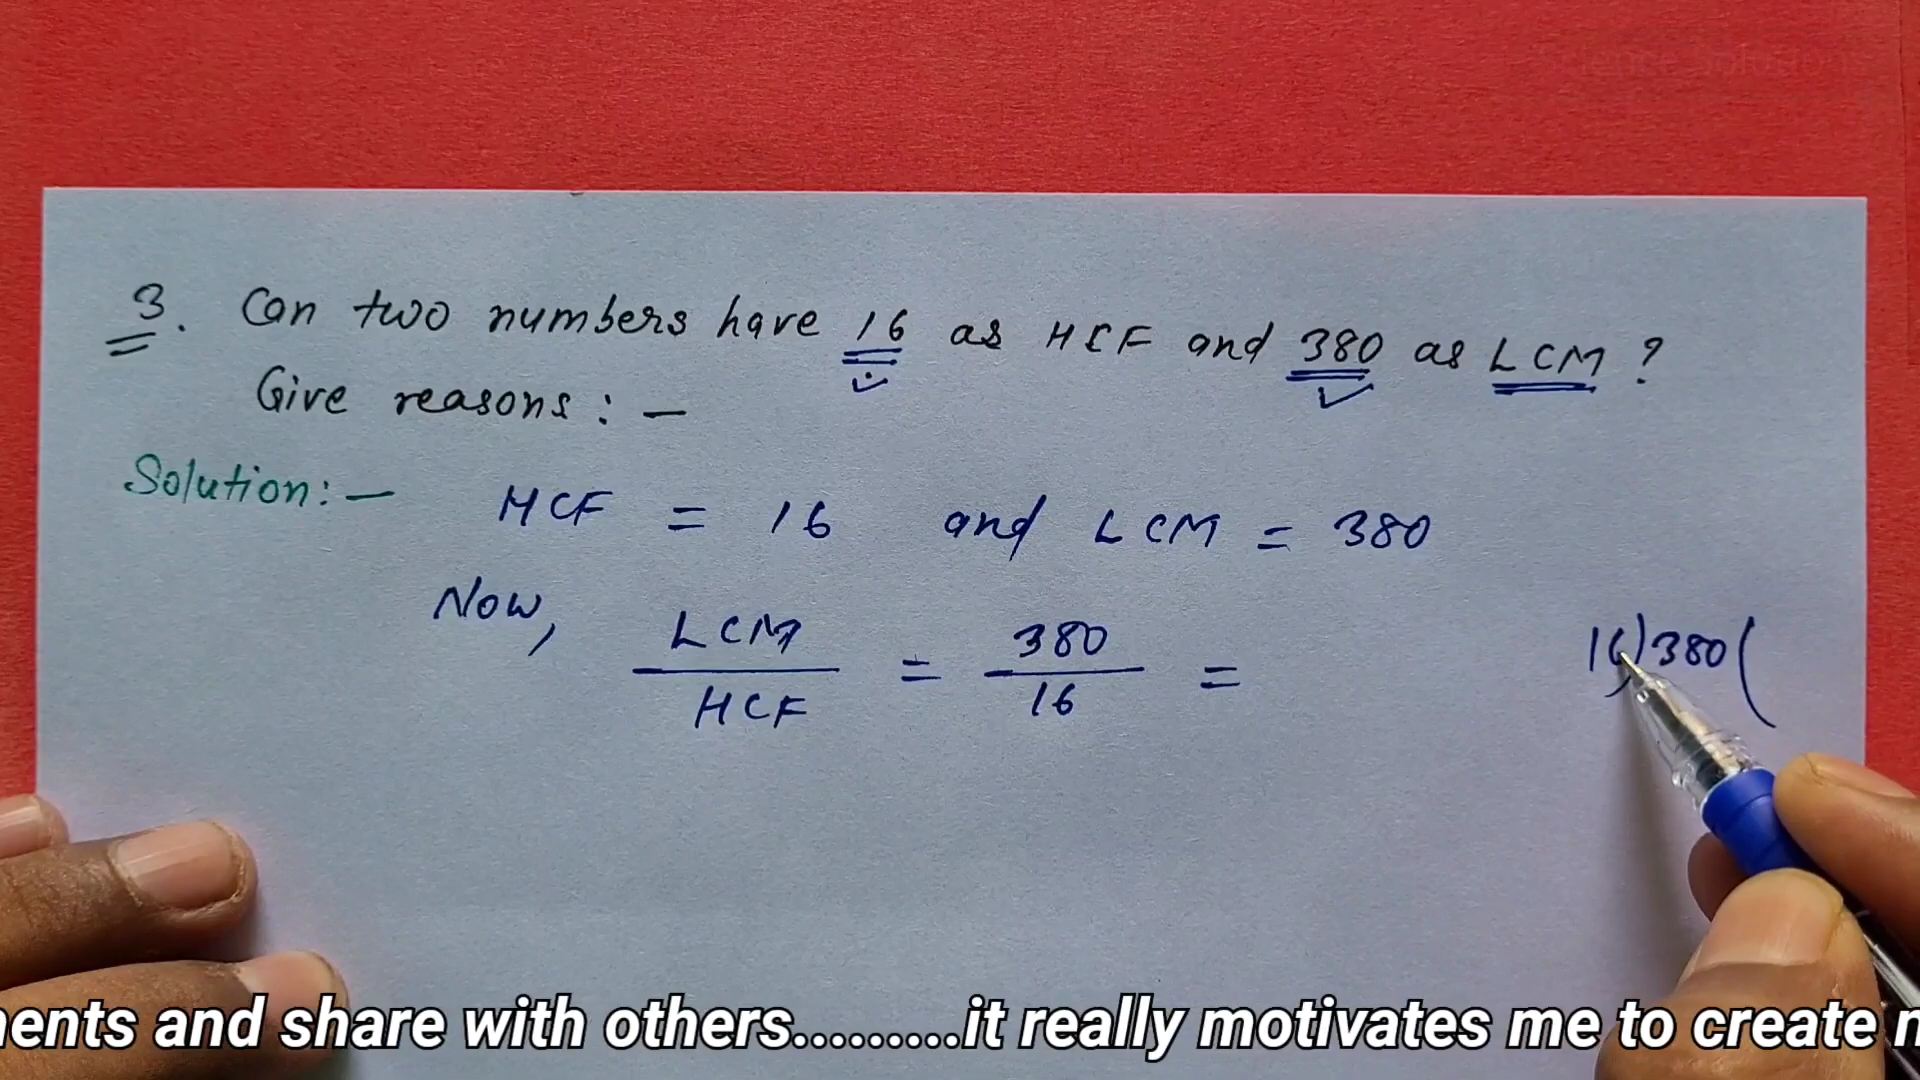 Science Solution
3. Can two numbers have 16 as HCF and 380 as LCM?
Give reasons: —
Solution: — HCF = 16 and LCM = 380
Now, LCM / HCF = 380 / 16 =
16)380(
ents and share with others.........it really motivates me to create